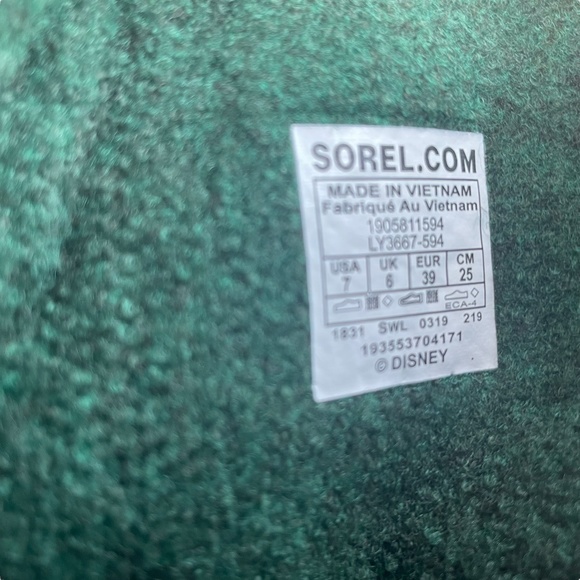 SOREL.COM
MADE IN VIETNAM
Fabriqué Au Vietnam
1905811594
LY3667-594
USA UK EUR CM
7 6 39 25
ECA-4
1831 SWL 0319 219
193553704171
© DISNEY